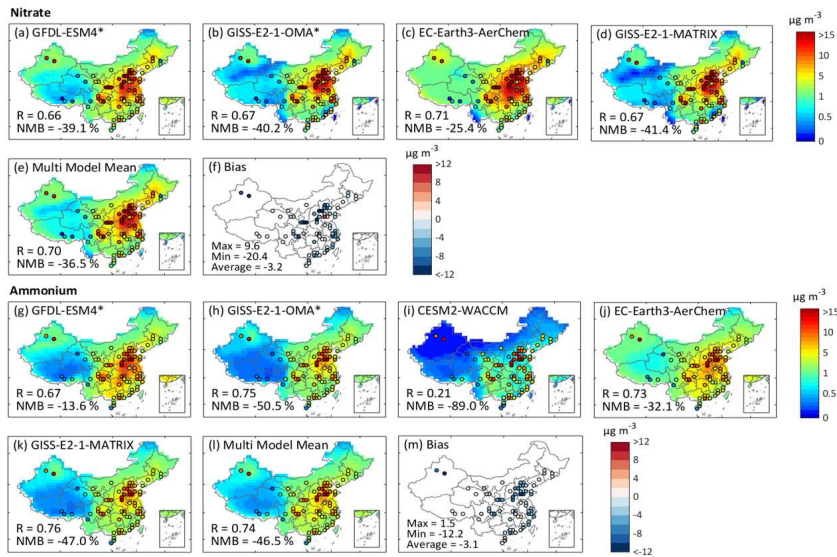 Nitrate
(a) GFDL-ESM4*
R = 0.66
NMB = -39.1 %
(b) GISS-E2-1-OMA*
R = 0.67
NMB = -40.2 %
(c) EC-Earth3-AerChem
R = 0.71
NMB = -25.4 %
(d) GISS-E2-1-MATRIX
R = 0.67
NMB = -41.4 %
µg m-3
>15
10
5
1
0.5
0
(e) Multi Model Mean
R = 0.70
NMB = -36.5 %
(f) Bias
Max = 9.6
Min = -20.4
Average = -3.2
µg m-3
>12
8
4
0
-4
-8
<-12
Ammonium
(g) GFDL-ESM4*
R = 0.67
NMB = -13.6 %
(h) GISS-E2-1-OMA*
R = 0.75
NMB = -50.5 %
(i) CESM2-WACCM
R = 0.21
NMB = -89.0 %
(j) EC-Earth3-AerChem
R = 0.73
NMB = -32.1 %
µg m-3
>15
10
5
1
0.5
0
(k) GISS-E2-1-MATRIX
R = 0.76
NMB = -47.0 %
(l) Multi Model Mean
R = 0.74
NMB = -46.5 %
(m) Bias
Max = 1.5
Min = -12.2
Average = -3.1
µg m-3
>12
8
4
0
-4
-8
<-12